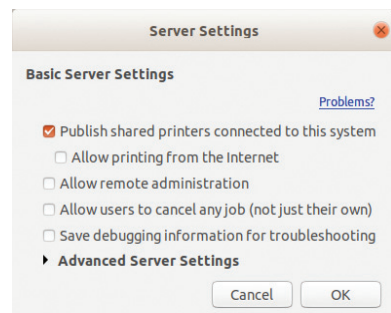 Server Settings
Basic Server Settings
Problems?
Publish shared printers connected to this system
Allow printing from the Internet
Allow remote administration
Allow users to cancel any job (not just their own)
Save debugging information for troubleshooting
Advanced Server Settings
Cancel OK